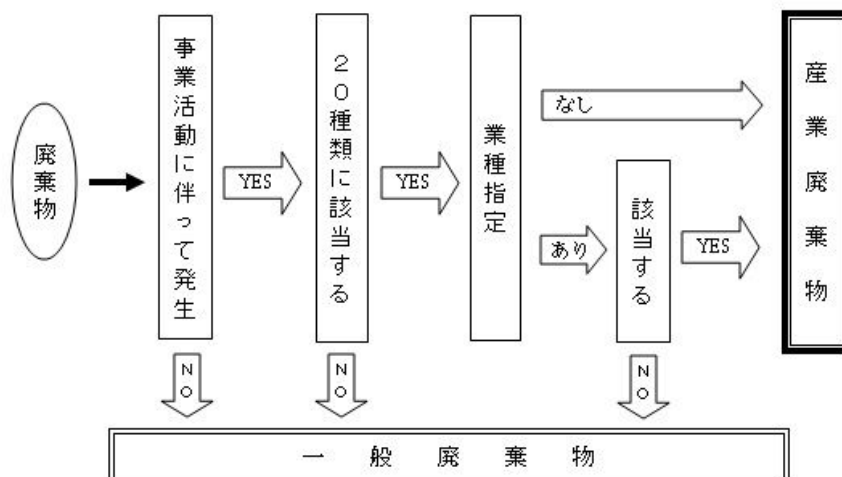 廃棄物
事業活動に伴って発生
YES
２０種類に該当する
YES
業種指定
なし
あり
該当する
YES
産業廃棄物
NO
NO
NO
一般廃棄物